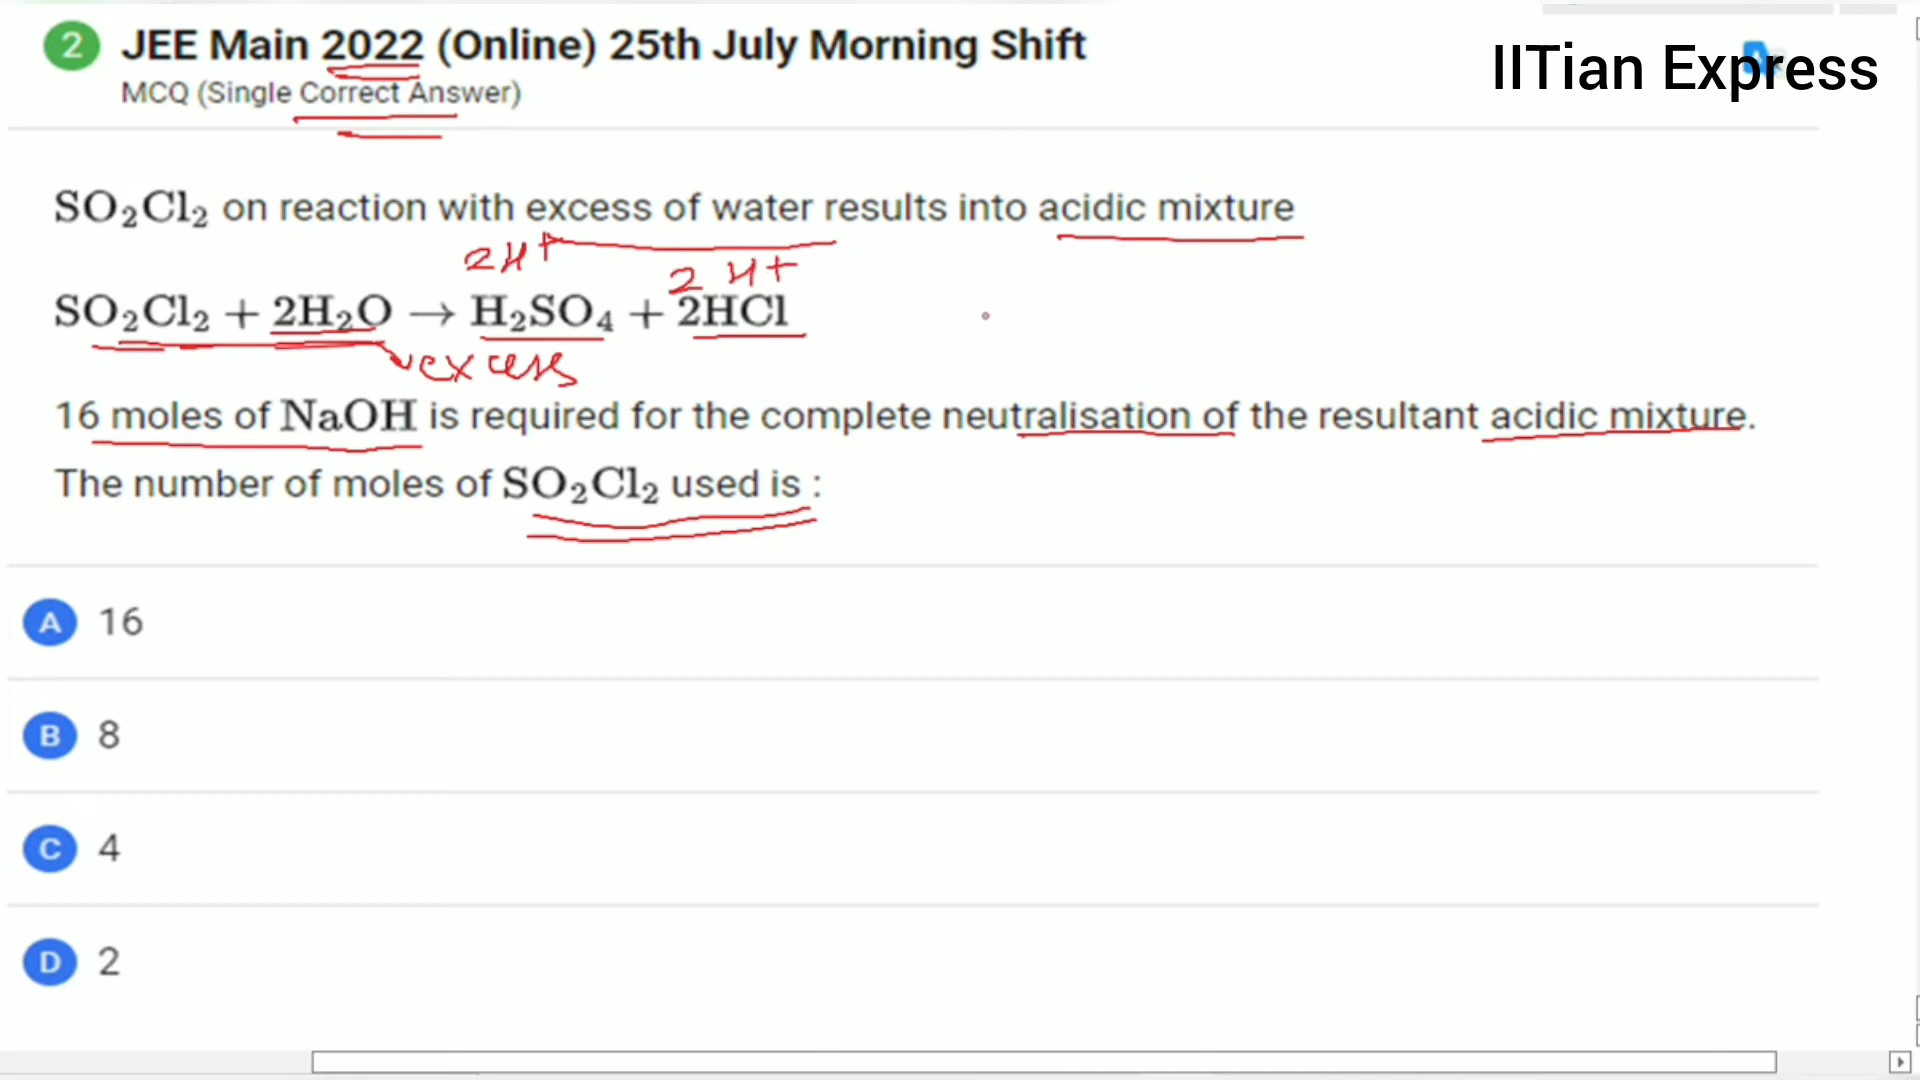 2 JEE Main 2022 (Online) 25th July Morning Shift
IITian Express
MCQ (Single Correct Answer)
SO₂Cl₂ on reaction with excess of water results into acidic mixture
2H+ 2 H+
SO₂Cl₂ + 2H₂O → H₂SO₄ + 2HCl
excess
16 moles of NaOH is required for the complete neutralisation of the resultant acidic mixture.
The number of moles of SO₂Cl₂ used is :
A 16
B 8
C 4
D 2